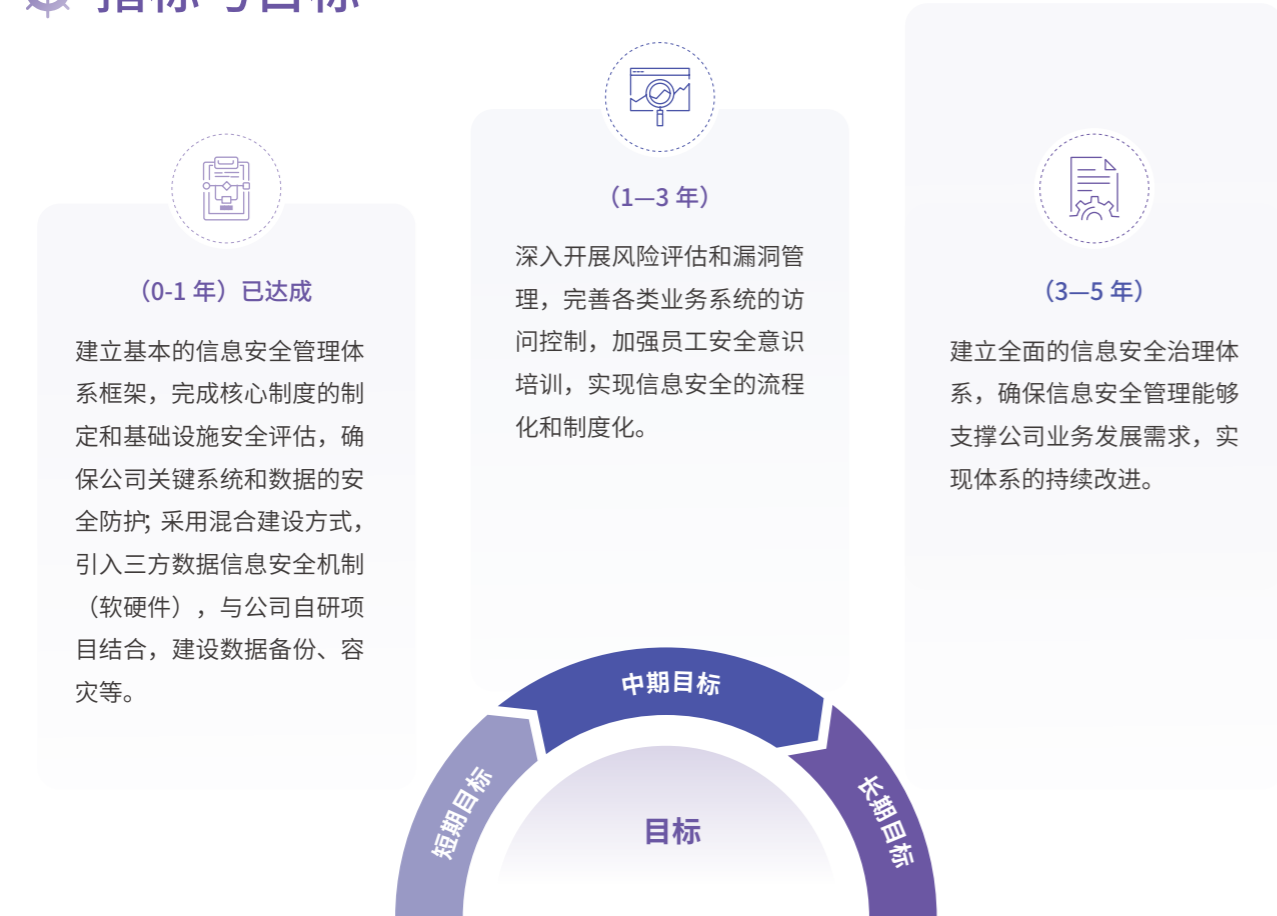 指标与目标
（0-1 年）已达成
建立基本的信息安全管理体
系框架，完成核心制度的制
定和基础设施安全评估，确
保公司关键系统和数据的安
全防护；采用混合建设方式，
引入三方数据信息安全机制
（软硬件），与公司自研项
目结合，建设数据备份、容
灾等。
（1—3 年）
深入开展风险评估和漏洞管
理，完善各类业务系统的访
问控制，加强员工安全意识
培训，实现信息安全的流程
化和制度化。
（3—5 年）
建立全面的信息安全治理体
系，确保信息安全管理能够
支撑公司业务发展需求，实
现体系的持续改进。
短期目标
中期目标
长期目标
目标